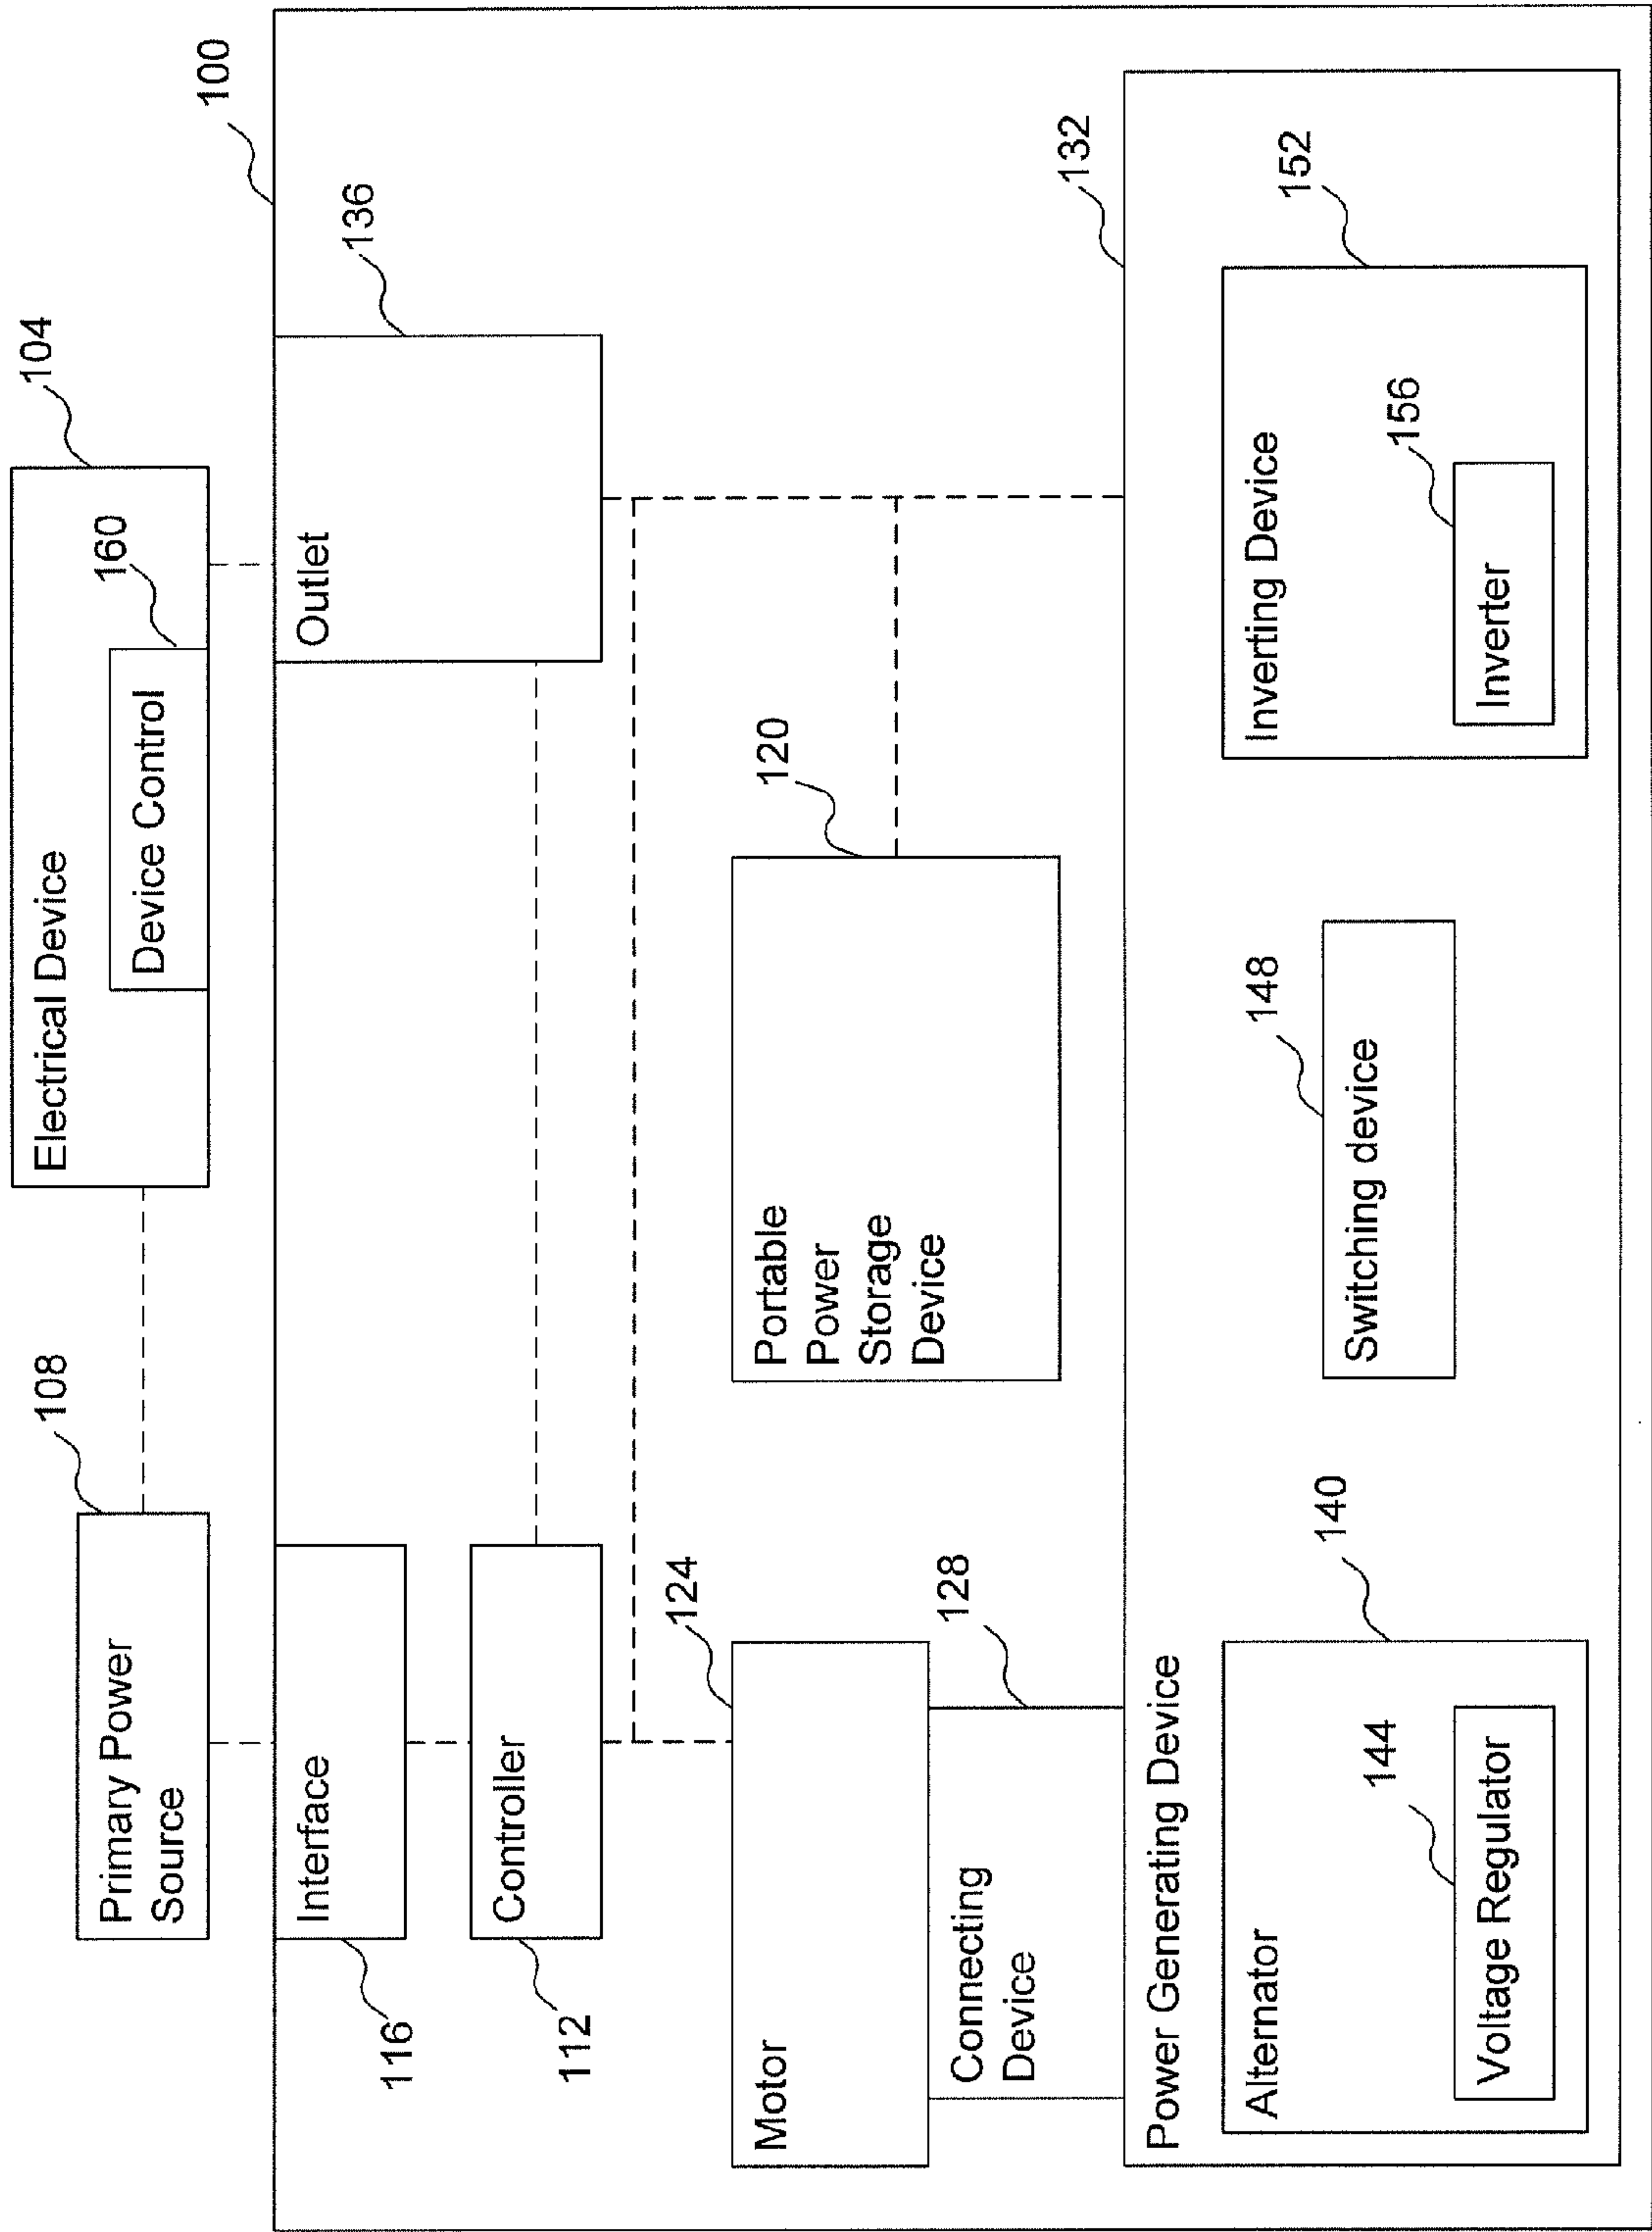 108
Primary Power
Source
104
Electrical Device
160
Device Control
100
116
Interface
136
Outlet
112
Controller
124
Motor
120
Portable
Power
Storage
Device
128
Connecting
Device
132
Power Generating Device
140
Alternator
144
Voltage Regulator
148
Switching device
152
Inverting Device
156
Inverter